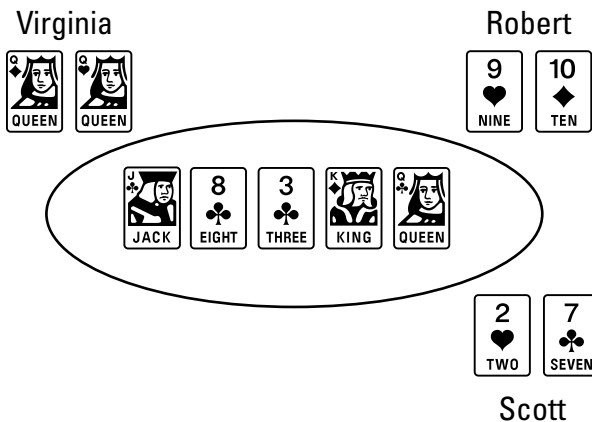 Virginia
Robert
Q Q
QUEEN QUEEN
9 10
NINE TEN
J 8 3 K Q
JACK EIGHT THREE KING QUEEN
2 7
TWO SEVEN
Scott